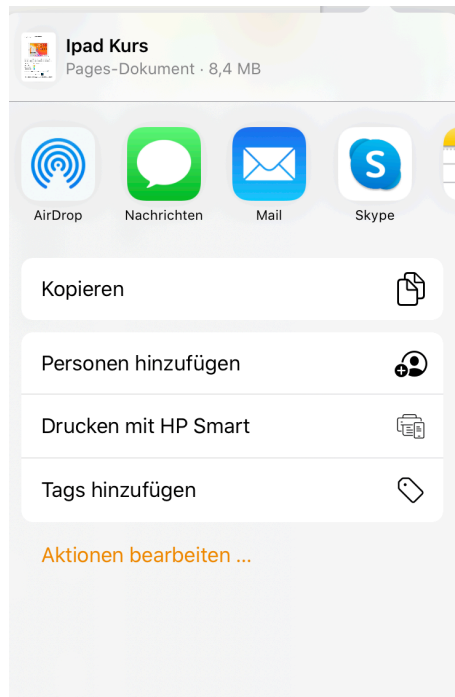 Ipad Kurs
Pages-Dokument · 8,4 MB
AirDrop
Nachrichten
Mail
Skype
Kopieren
Personen hinzufügen
Drucken mit HP Smart
Tags hinzufügen
Aktionen bearbeiten ...